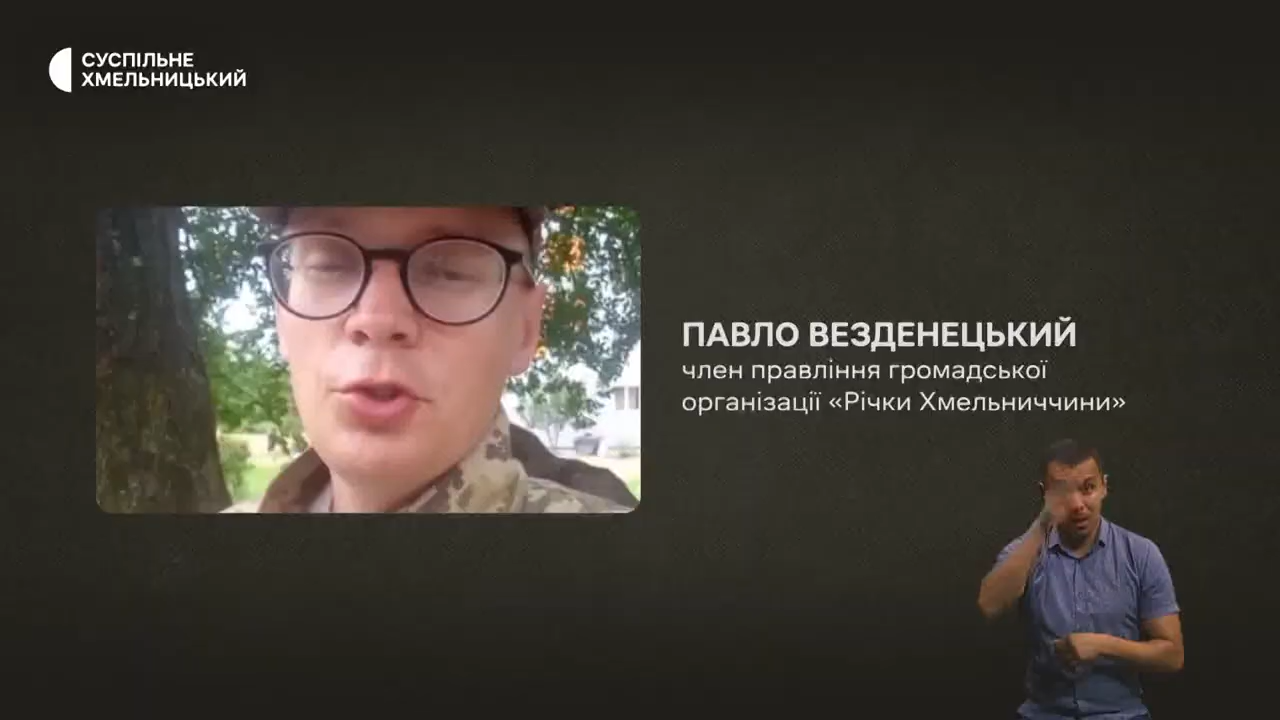 СУСПІЛЬНЕ
ХМЕЛЬНИЦЬКИЙ
ПАВЛО ВЕЗДЕНЕЦЬКИЙ
член правління громадської
організації «Річки Хмельниччини»